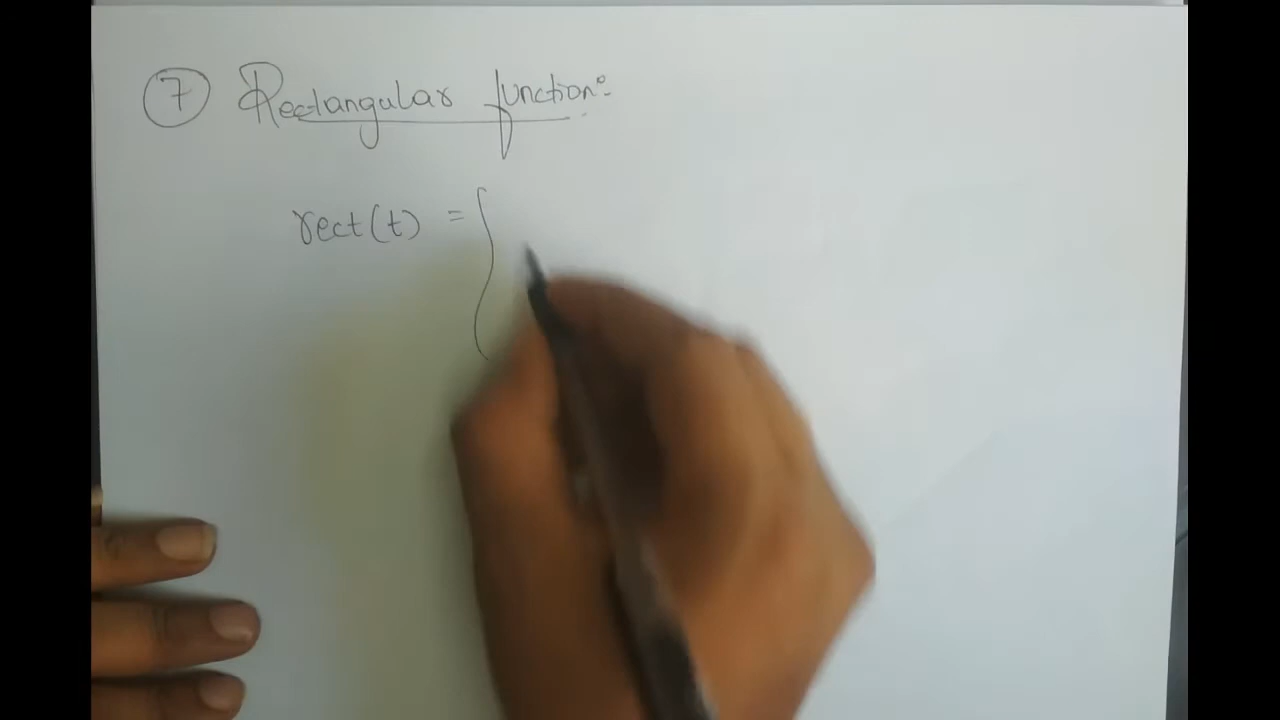 7 Rectangular function:-
rect(t) = {